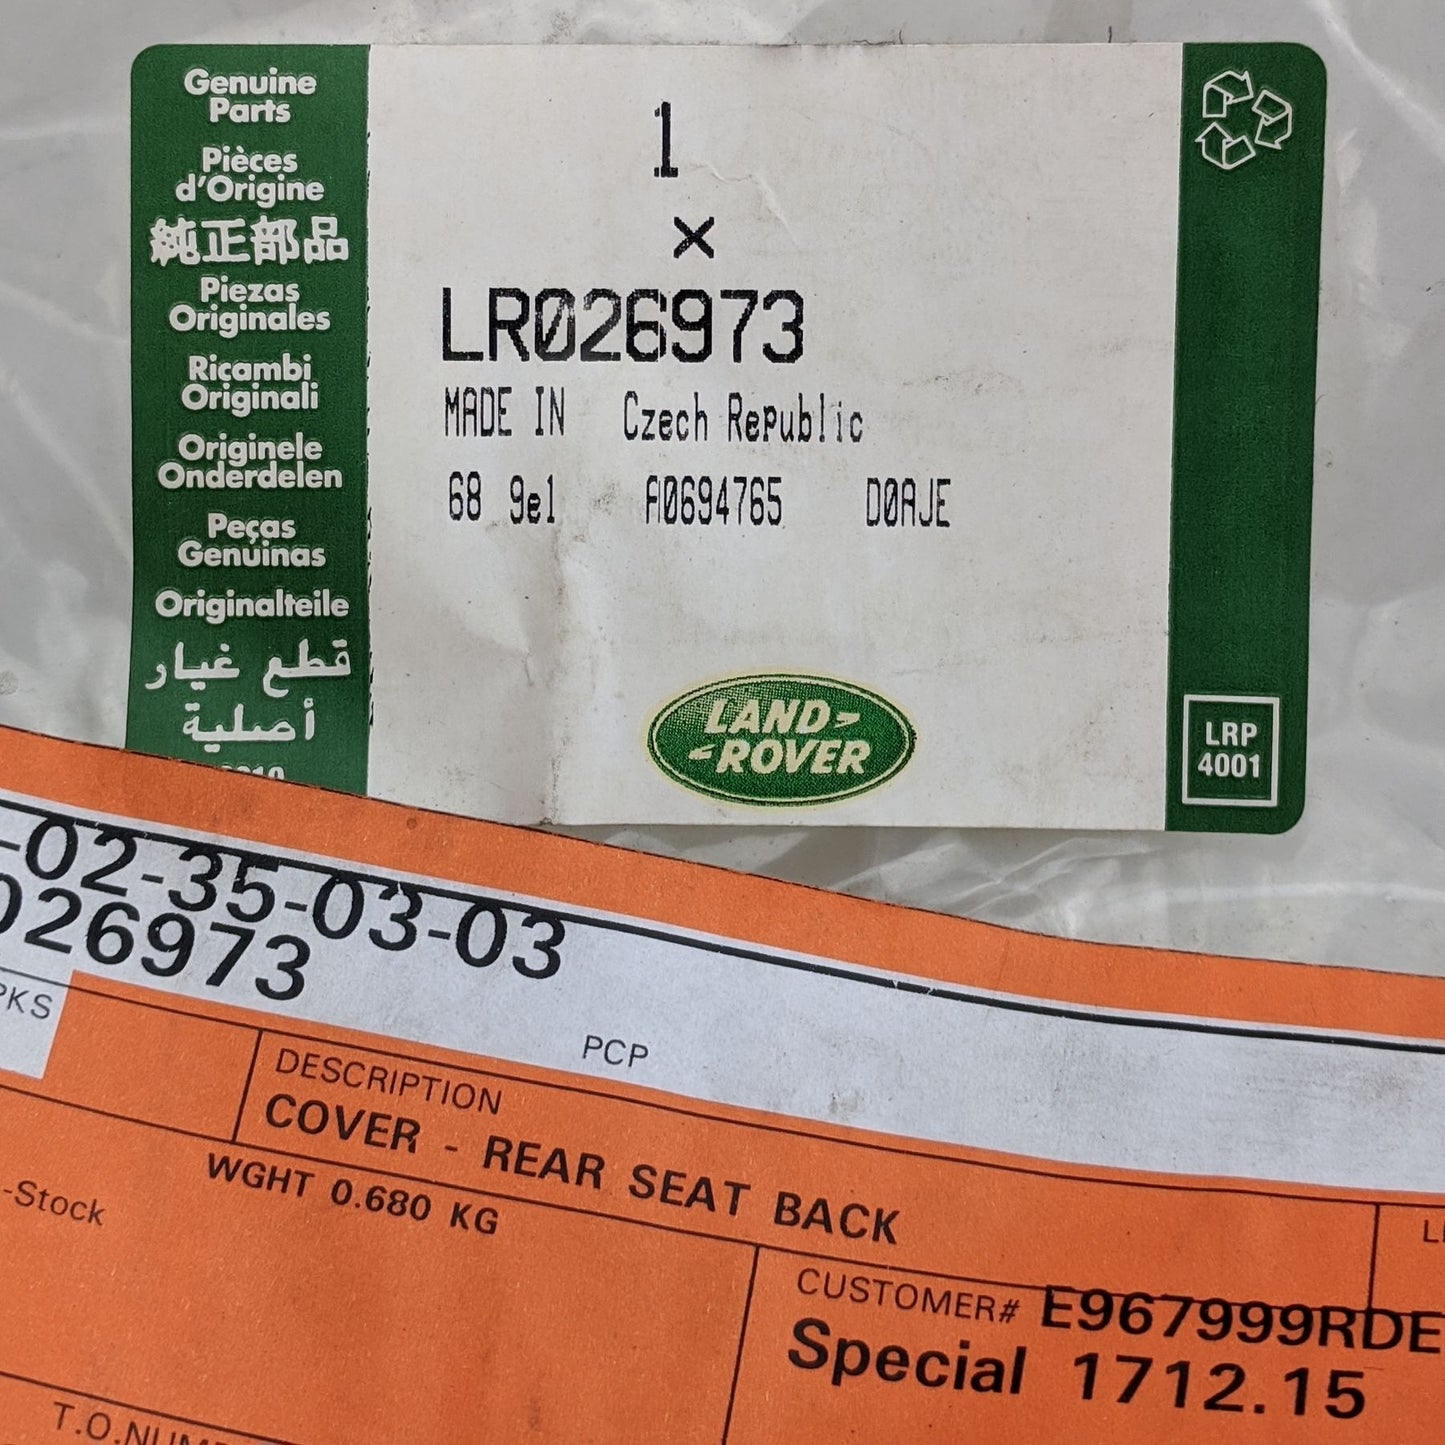 Genuine
Parts
Pièces
d'Origine
純正部品
Piezas
Originales
Ricambi
Originali
Originele
Onderdelen
Peças
Genuinas
Originalteile
قطع غيار
أصلية
1
×
LR026973
MADE IN Czech Republic
68 9e1 A0694765 D0AJE
LAND-
-ROVER
LRP
4001
-02-35-03-03
026973
PKS
PCP
DESCRIPTION
COVER - REAR SEAT BACK
WGHT 0.680 KG
-Stock
CUSTOMER# E967999RDE
Special 1712.15
T.O.NUM